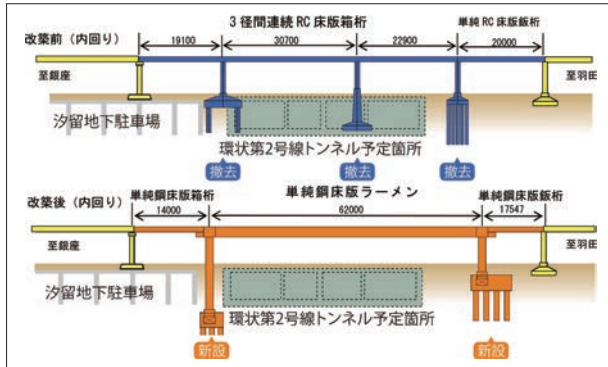 3径間連続RC床版箱桁
単純RC床版鈑桁
改築前（内回り）
19100
30700
22900
20000
至銀座
至羽田
汐留地下駐車場
環状第2号線トンネル予定箇所
撤去
撤去
撤去
改築後（内回り）
単純鋼床版箱桁
単純鋼床版ラーメン
単純鋼床版鈑桁
14000
62000
17547
至銀座
至羽田
汐留地下駐車場
環状第2号線トンネル予定箇所
新設
新設